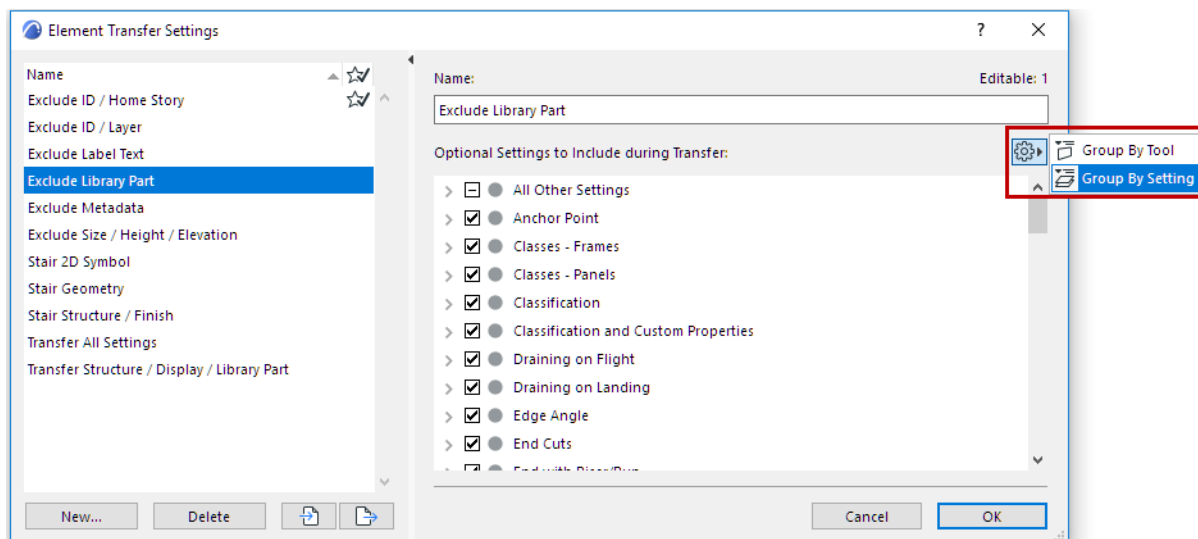 Element Transfer Settings
?
Name
Exclude ID / Home Story
Exclude ID / Layer
Exclude Label Text
Exclude Library Part
Exclude Metadata
Exclude Size / Height / Elevation
Stair 2D Symbol
Stair Geometry
Stair Structure / Finish
Transfer All Settings
Transfer Structure / Display / Library Part
New...
Delete
Name:
Editable: 1
Exclude Library Part
Optional Settings to Include during Transfer:
Group By Tool
Group By Setting
All Other Settings
Anchor Point
Classes - Frames
Classes - Panels
Classification
Classification and Custom Properties
Draining on Flight
Draining on Landing
Edge Angle
End Cuts
End with Riser/Run
Cancel
OK